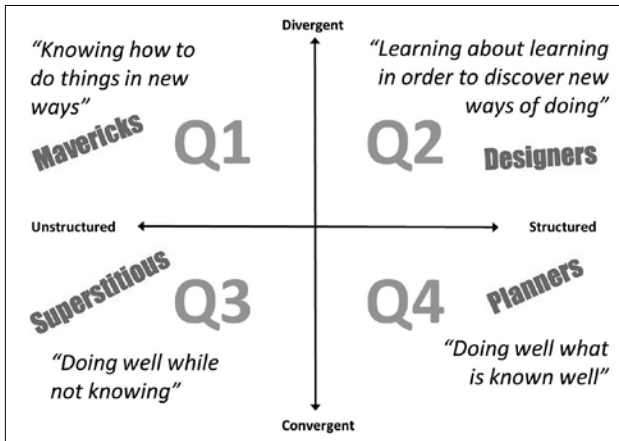 Divergent
“Knowing how to
do things in new
ways”
Mavericks
Q1
“Learning about learning
in order to discover new
ways of doing”
Q2
Designers
Unstructured
Structured
Superstitious
Q3
“Doing well while
not knowing”
Q4
Planners
“Doing well what
is known well”
Convergent